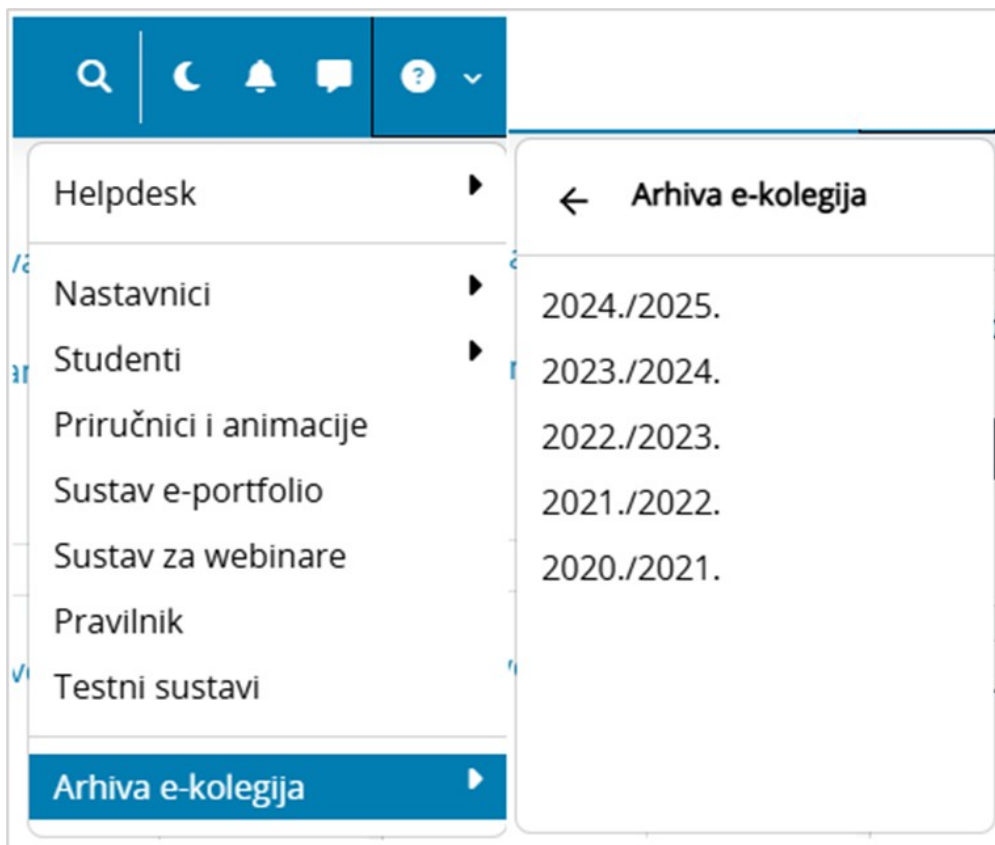 Helpdesk
Nastavnici
Studenti
Priručnici i animacije
Sustav e-portfolio
Sustav za webinare
Pravilnik
Testni sustavi
Arhiva e-kolegija
Arhiva e-kolegija
2024./2025.
2023./2024.
2022./2023.
2021./2022.
2020./2021.